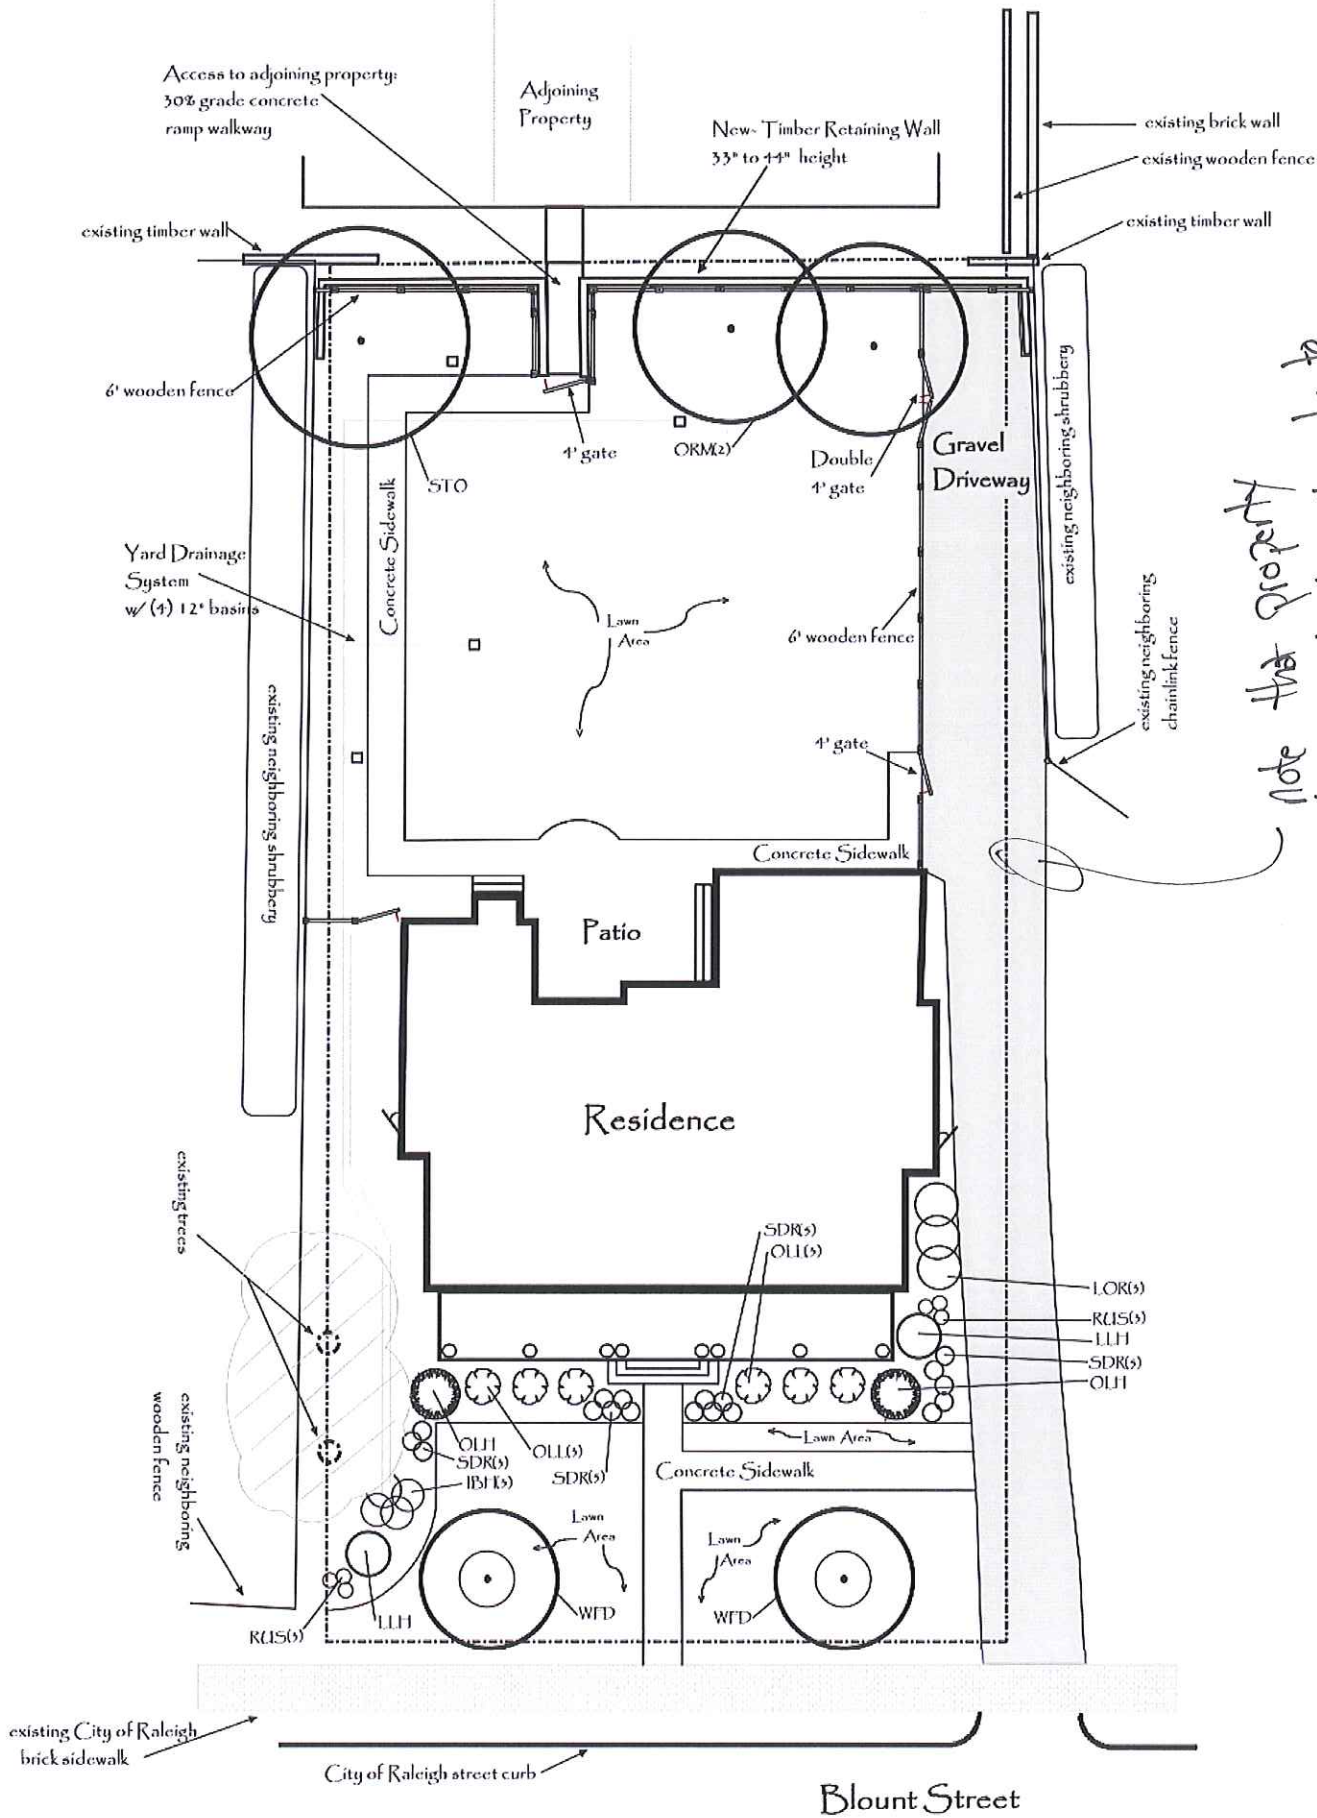 Access to adjoining property:
30% grade concrete
ramp walkway
Adjoining
Property
New- Timber Retaining Wall
33" to 44" height
existing brick wall
existing wooden fence
existing timber wall
existing timber wall
6' wooden fence
4' gate
ORM(2)
Double
4' gate
Gravel
Driveway
STO
Concrete Sidewalk
existing neighboring shrubbery
Yard Drainage
System
w/ (4) 12" basins
Lawn
Area
6' wooden fence
existing neighboring
chainlink fence
Note that property
existing neighboring shrubbery
4' gate
Concrete Sidewalk
Patio
Residence
existing trees
SDR(5)
OLL(3)
LOR(3)
RUS(3)
LLH
SDR(5)
OLH
existing neighboring
wooden fence
OLH
SDR(3)
IBH(3)
OLL(3)
SDR(5)
Lawn Area
Concrete Sidewalk
Lawn
Area
Lawn
Area
WFD
WFD
RUS(3)
LLH
existing City of Raleigh
brick sidewalk
City of Raleigh street curb
Blount Street